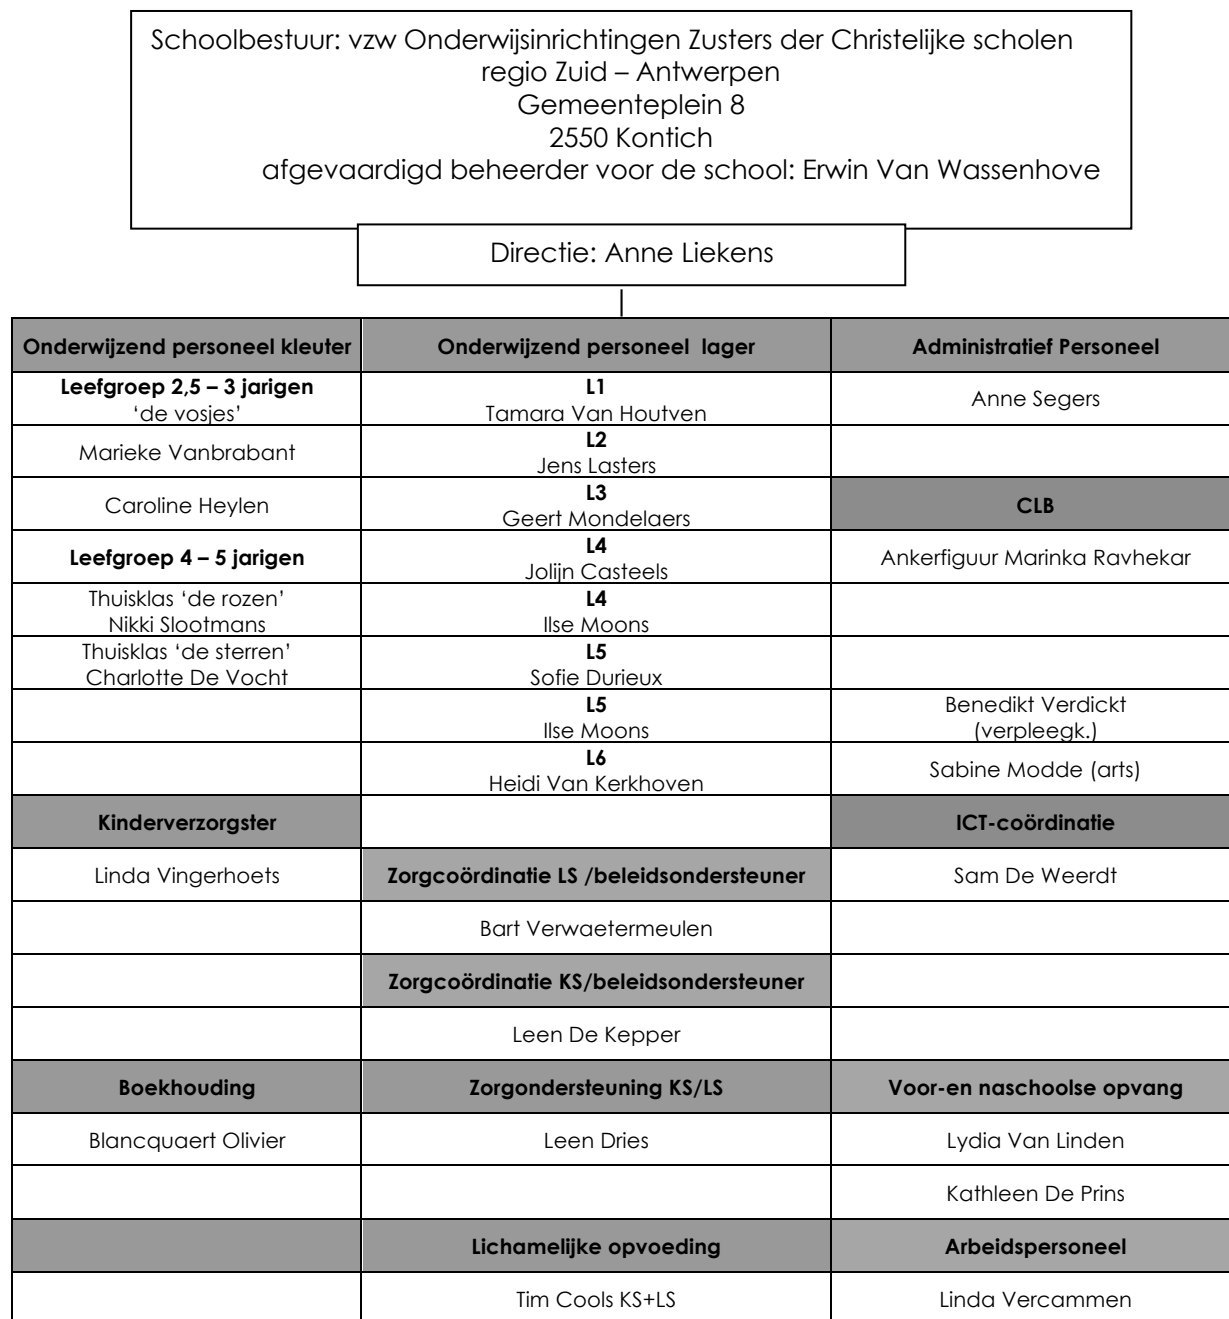 Schoolbestuur: vzw Onderwijsinrichtingen Zusters der Christelijke scholen
regio Zuid – Antwerpen
Gemeenteplein 8
2550 Kontich
afgevaardigd beheerder voor de school: Erwin Van Wassenhove
Directie: Anne Liekens
Onderwijzend personeel kleuter
Onderwijzend personeel lager
Administratief Personeel
Leefgroep 2,5 – 3 jarigen
‘de vosjes’
L1
Tamara Van Houtven
Anne Segers
Marieke Vanbrabant
L2
Jens Lasters
Caroline Heylen
L3
Geert Mondelaers
CLB
Leefgroep 4 – 5 jarigen
L4
Jolijn Casteels
Ankerfiguur Marinka Ravhekar
Thuisklas ‘de rozen’
Nikki Slootmans
L4
Ilse Moons
Thuisklas ‘de sterren’
Charlotte De Vocht
L5
Sofie Durieux
L5
Ilse Moons
Benedikt Verdickt
(verpleegk.)
L6
Heidi Van Kerkhoven
Sabine Modde (arts)
Kinderverzorgster
ICT-coördinatie
Linda Vingerhoets
Zorgcoördinatie LS /beleidsondersteuner
Sam De Weerdt
Bart Verwaetermeulen
Zorgcoördinatie KS/beleidsondersteuner
Leen De Kepper
Boekhouding
Zorgondersteuning KS/LS
Voor-en naschoolse opvang
Blancquaert Olivier
Leen Dries
Lydia Van Linden
Kathleen De Prins
Lichamelijke opvoeding
Arbeidspersoneel
Tim Cools KS+LS
Linda Vercammen